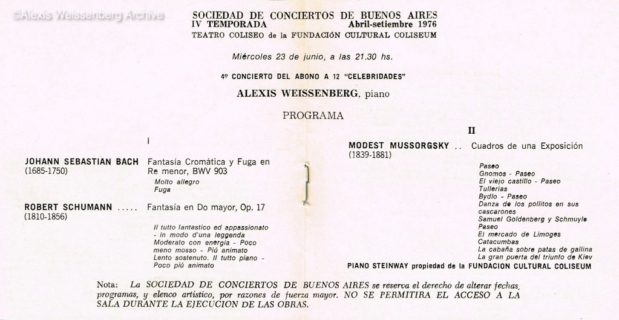 ©Alexis Weissenberg Archive
SOCIEDAD DE CONCIERTOS DE BUENOS AIRES
IV TEMPORADA Abril-setiembre 1976
TEATRO COLISEO de la FUNDACIÓN CULTURAL COLISEUM
Miércoles 23 de junio, a las 21.30 hs.
4º CONCIERTO DEL ABONO A 12 "CELEBRIDADES"
ALEXIS WEISSENBERG, piano
PROGRAMA
I
JOHANN SEBASTIAN BACH Fantasía Cromática y Fuga en
(1685-1750) Re menor, BWV 903
Molto allegro
Fuga
ROBERT SCHUMANN ..... Fantasía en Do mayor, Op. 17
(1810-1856)
Il tutto fantastico ed appassionato
- in modo d'una leggenda
Moderato con energia - Poco
meno mosso - Più animato
Lento sostenuto. Il tutto piano -
Poco più animato
II
MODEST MUSSORGSKY .. Cuadros de una Exposición
(1839-1881)
Paseo
Gnomos - Paseo
El viejo castillo - Paseo
Tullerías
Bydlo - Paseo
Danza de los pollitos en sus
cascarones
Samuel Goldenberg y Schmuyle
Paseo
El mercado de Limoges
Catacumbas
La cabaña sobre patas de gallina
La gran puerta del triunfo de Kiev
PIANO STEINWAY propiedad de la FUNDACION CULTURAL COLISEUM
Nota: La SOCIEDAD DE CONCIERTOS DE BUENOS AIRES se reserva el derecho de alterar fechas,
programas, y elenco artístico, por razones de fuerza mayor. NO SE PERMITIRA EL ACCESO A LA
SALA DURANTE LA EJECUCION DE LAS OBRAS.